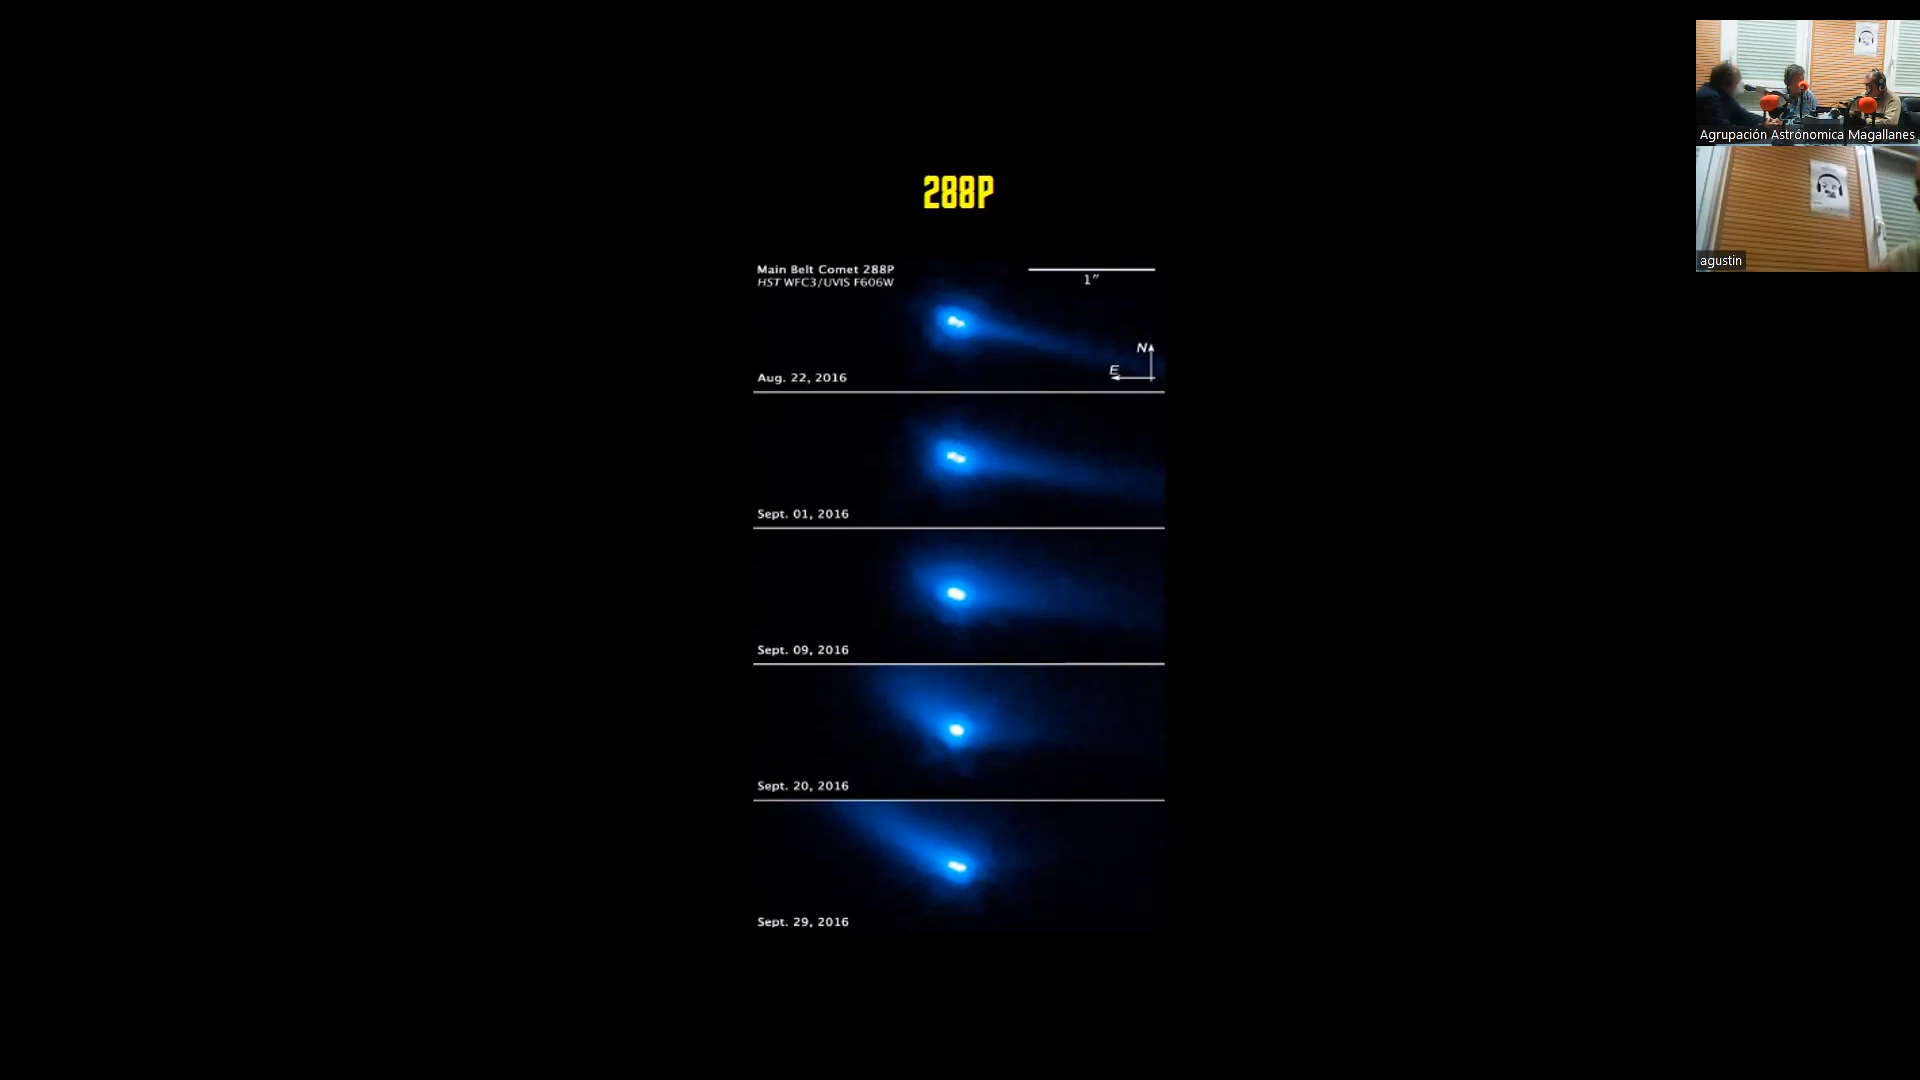 288P
Main Belt Comet 288P
HST WFC3/UVIS F606W
1”
N
E
Aug. 22, 2016
Sept. 01, 2016
Sept. 09, 2016
Sept. 20, 2016
Sept. 29, 2016
Agrupación Astrónomica Magallanes
agustin